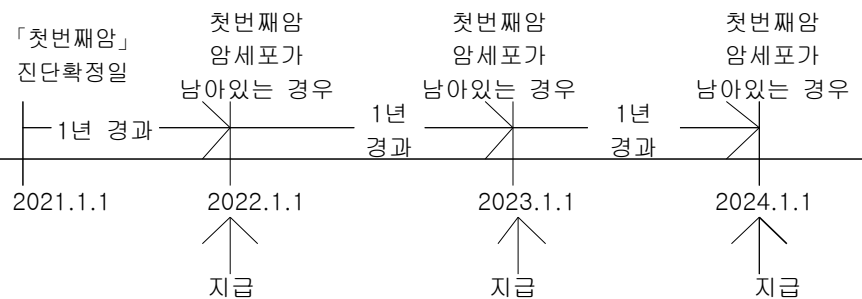 「첫번째암」
진단확정일
첫번째암
암세포가
남아있는 경우
첫번째암
암세포가
남아있는 경우
첫번째암
암세포가
남아있는 경우
1년 경과
1년
경과
1년
경과
2021.1.1
2022.1.1
2023.1.1
2024.1.1
지급
지급
지급